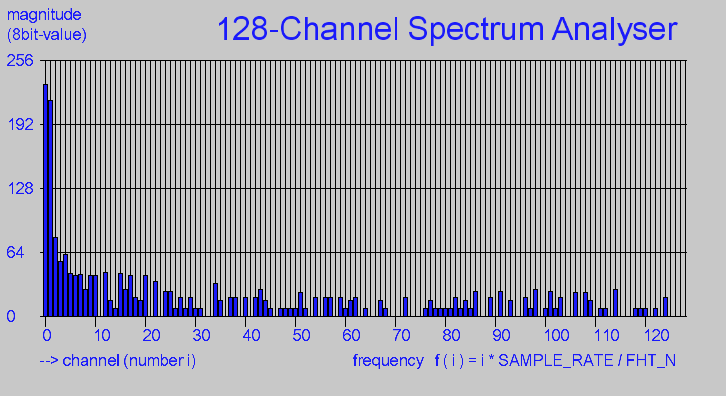 magnitude
(8bit-value)
128-Channel Spectrum Analyser
256
192
128
64
0
0 10 20 30 40 50 60 70 80 90 100 110 120
--> channel (number i)
frequency f ( i ) = i * SAMPLE_RATE / FHT_N